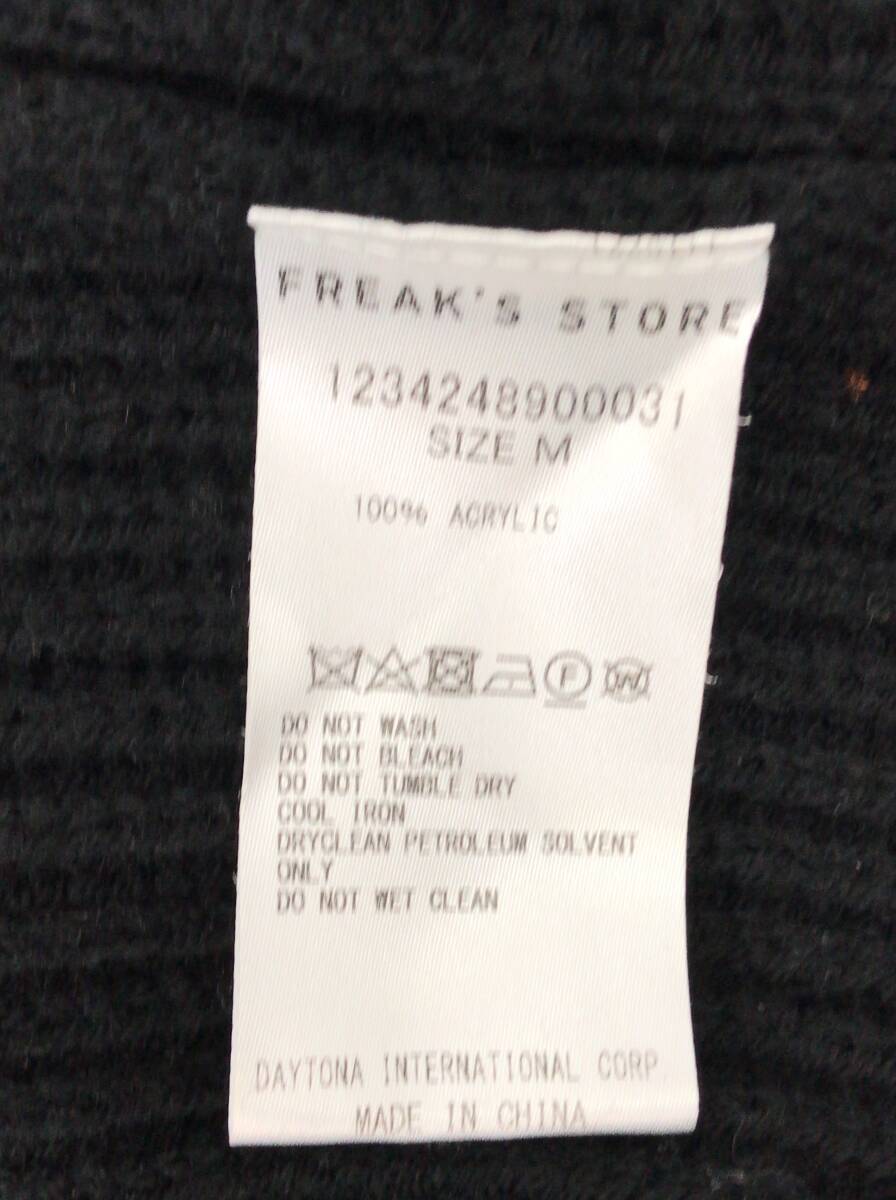 FREAK'S STORE
1234248900031
SIZE M
100% ACRYLIC
F W
DO NOT WASH
DO NOT BLEACH
DO NOT TUMBLE DRY
COOL IRON
DRYCLEAN PETROLEUM SOLVENT
ONLY
DO NOT WET CLEAN
DAYTONA INTERNATIONAL CORP
MADE IN CHINA